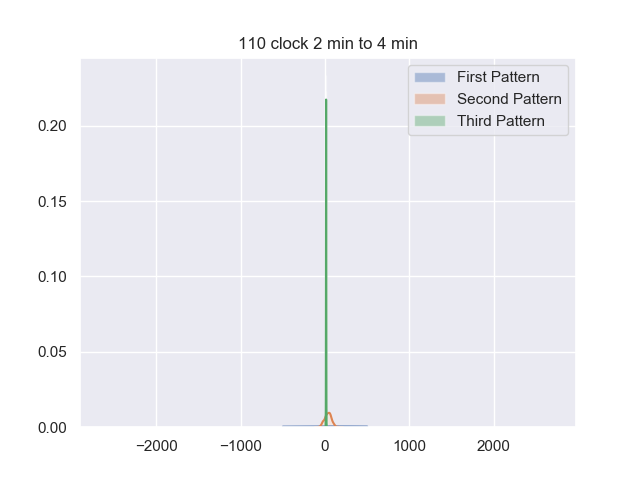 110 clock 2 min to 4 min
First Pattern
Second Pattern
Third Pattern
0.20
0.15
0.10
0.05
0.00
−2000 −1000 0 1000 2000